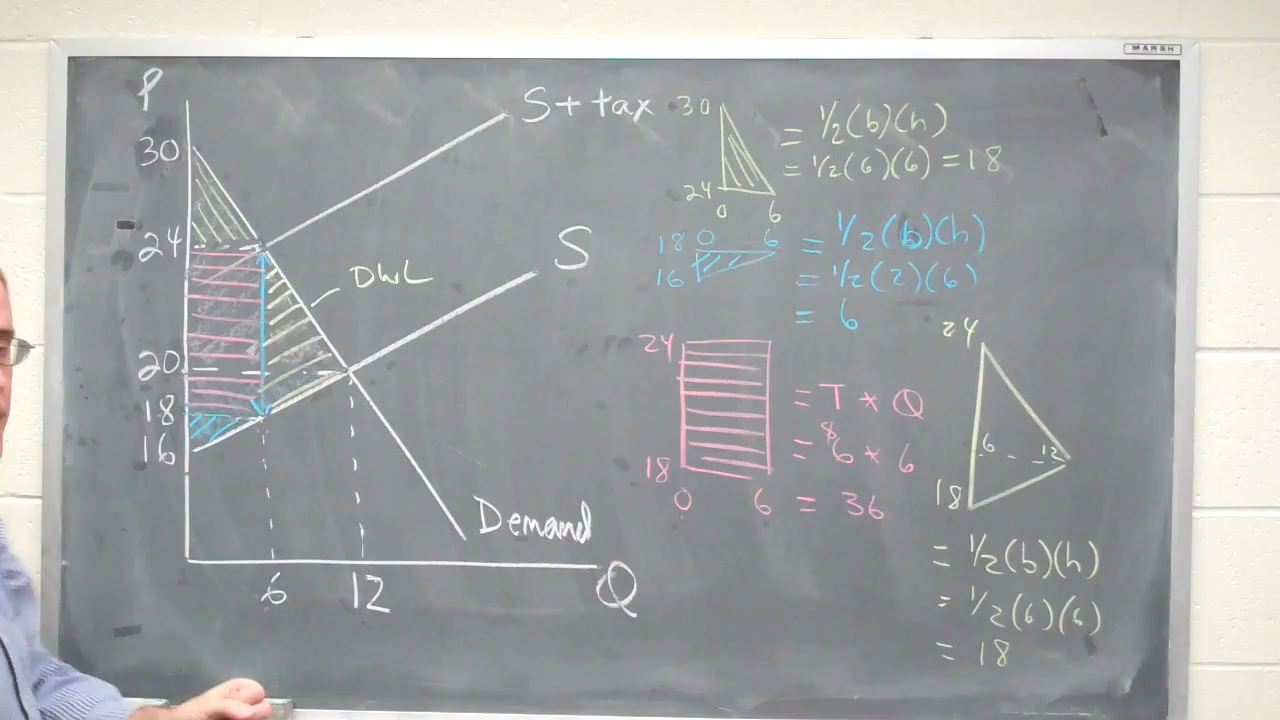 MARSH
P
S + tax
30
24
20
18
16
S
DWL
Demand
6
12
Q
30
24
0
6
= 1/2(b)(h)
= 1/2(6)(6) = 18
18
0
6
16
= 1/2(b)(h)
= 1/2(2)(6)
= 6
24
18
0
6
= T * Q
= $6 * 6
= 36
24
6
12
18
= 1/2(b)(h)
= 1/2(6)(6)
= 18